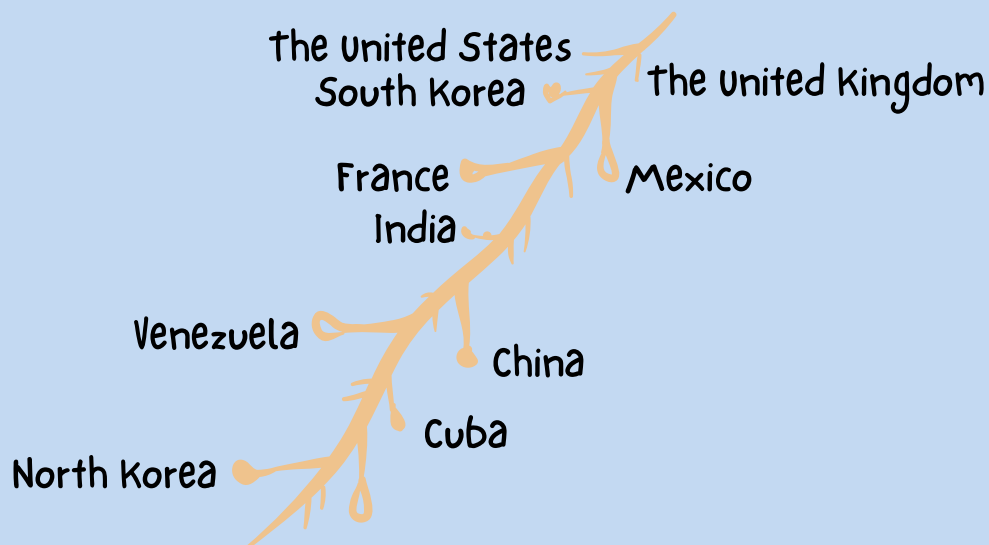 The United States
The United Kingdom
South Korea
France
Mexico
India
Venezuela
China
Cuba
North Korea